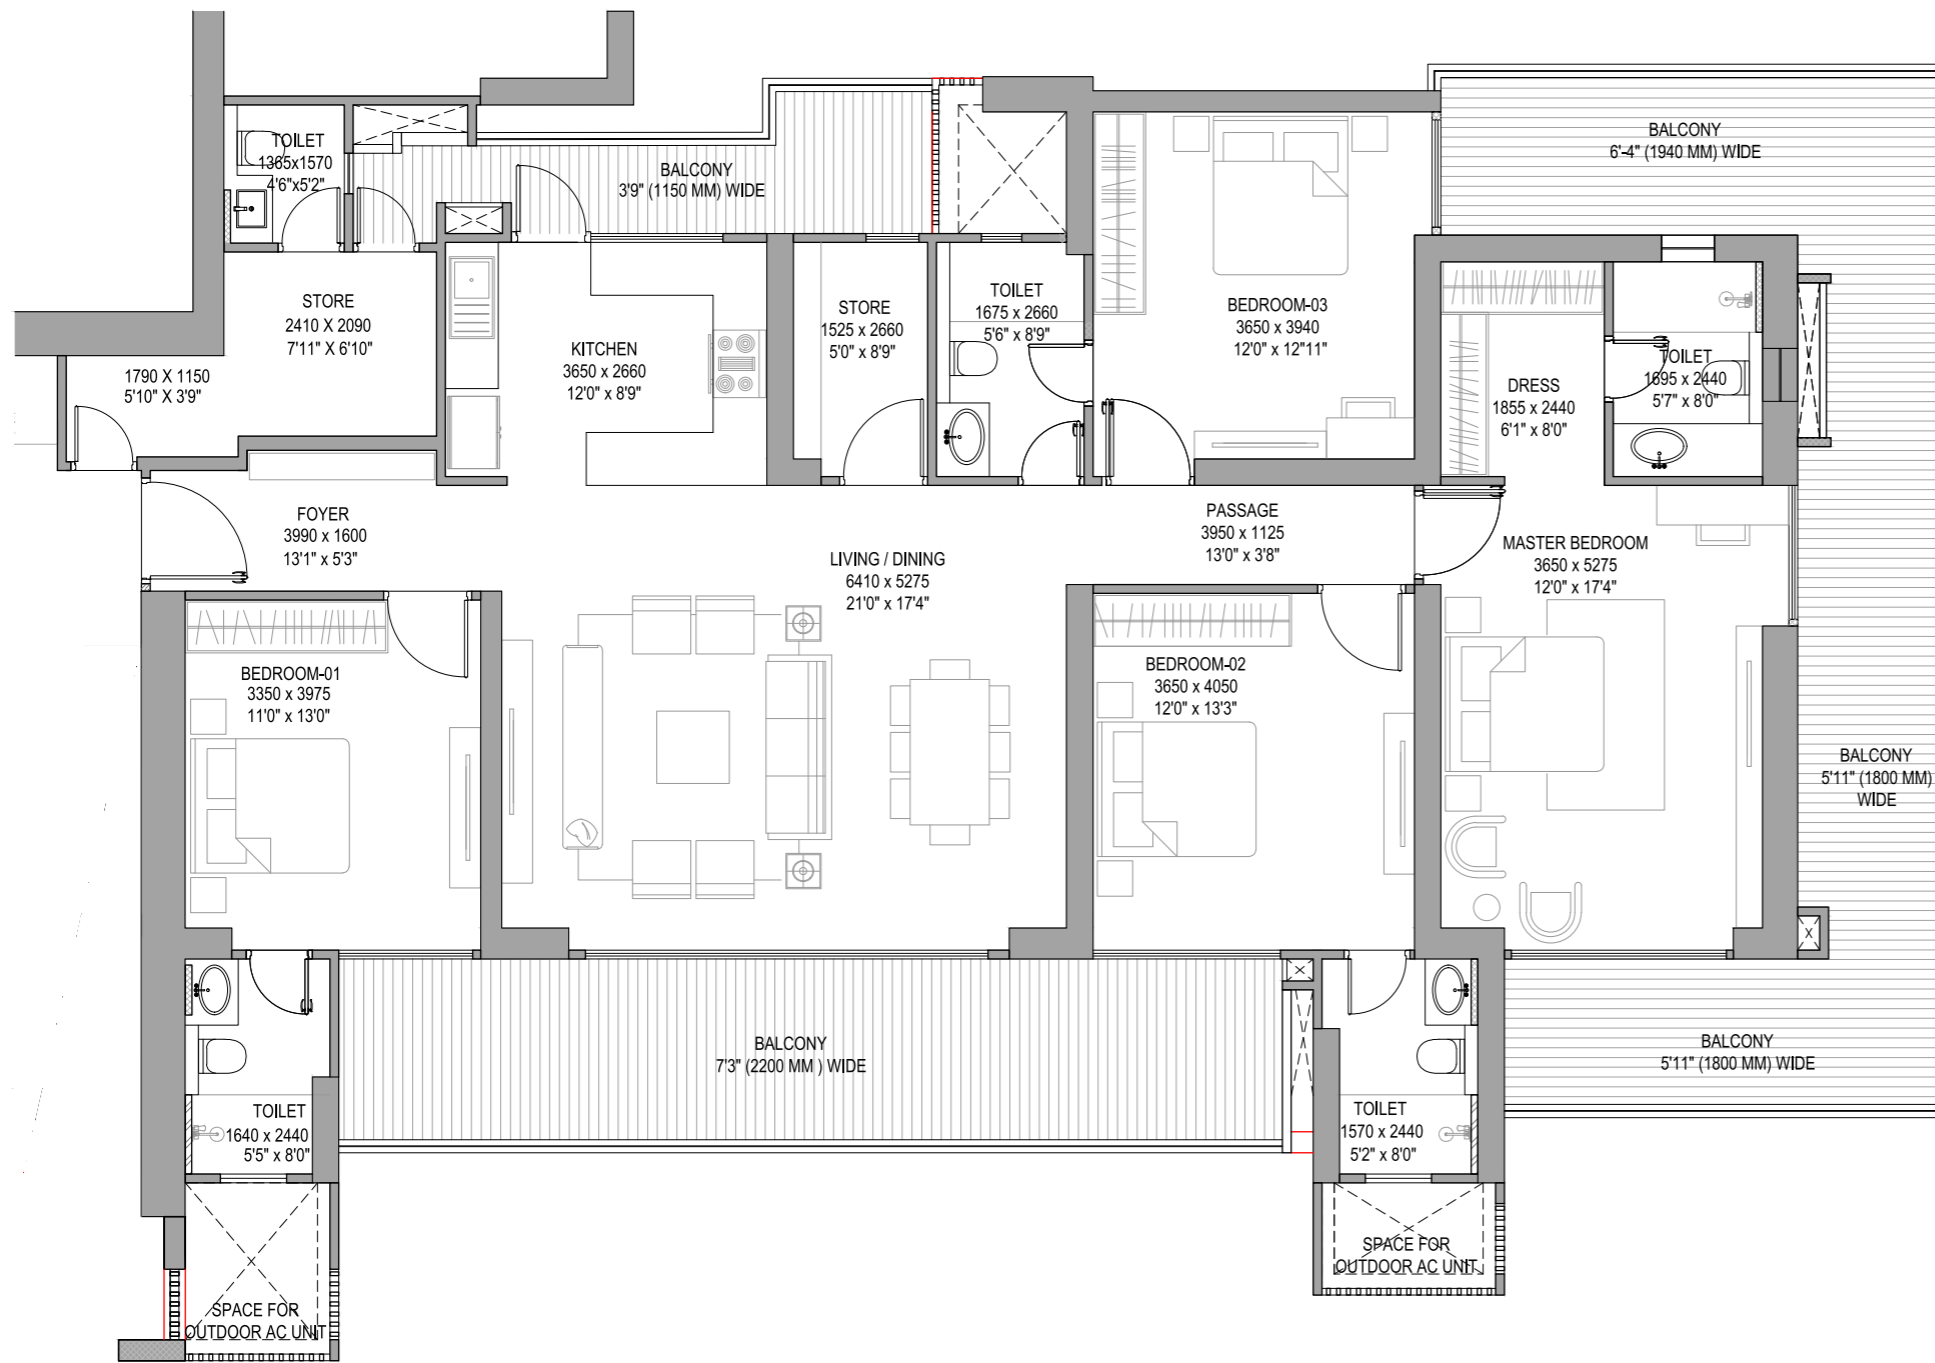 TOILET
1365x1570
4'6"x5'2"
BALCONY
3'9" (1150 MM) WIDE
BALCONY
6'-4" (1940 MM) WIDE
STORE
2410 X 2090
7'11" X 6'10"
1790 X 1150
5'10" X 3'9"
KITCHEN
3650 x 2660
12'0" x 8'9"
STORE
1525 x 2660
5'0" x 8'9"
TOILET
1675 x 2660
5'6" x 8'9"
BEDROOM-03
3650 x 3940
12'0" x 12"11"
DRESS
1855 x 2440
6'1" x 8'0"
TOILET
1695 x 2440
5'7" x 8'0"
FOYER
3990 x 1600
13'1" x 5'3"
LIVING / DINING
6410 x 5275
21'0" x 17'4"
PASSAGE
3950 x 1125
13'0" x 3'8"
MASTER BEDROOM
3650 x 5275
12'0" x 17'4"
BEDROOM-01
3350 x 3975
11'0" x 13'0"
BEDROOM-02
3650 x 4050
12'0" x 13'3"
BALCONY
5'11" (1800 MM)
WIDE
X
X
BALCONY
7'3" (2200 MM ) WIDE
BALCONY
5'11" (1800 MM) WIDE
TOILET
1640 x 2440
5'5" x 8'0"
TOILET
1570 x 2440
5'2" x 8'0"
SPACE FOR
OUTDOOR AC UNIT
SPACE FOR
OUTDOOR AC UNIT